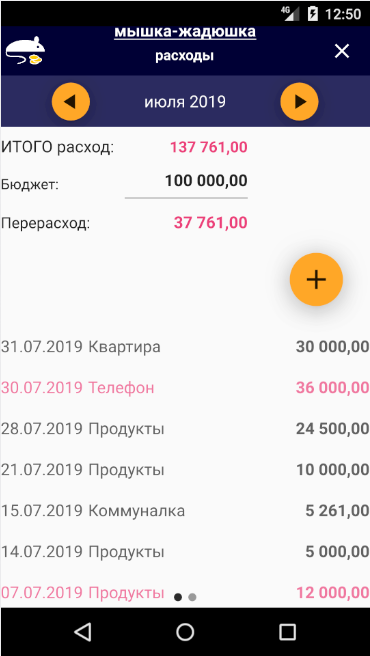 4G 12:50
мышка-жадюшка
расходы
июля 2019
ИТОГО расход: 137 761,00
Бюджет: 100 000,00
Перерасход: 37 761,00
+
31.07.2019 Квартира 30 000,00
30.07.2019 Телефон 36 000,00
28.07.2019 Продукты 24 500,00
21.07.2019 Продукты 10 000,00
15.07.2019 Коммуналка 5 261,00
14.07.2019 Продукты 5 000,00
07.07.2019 Продукты 12 000,00